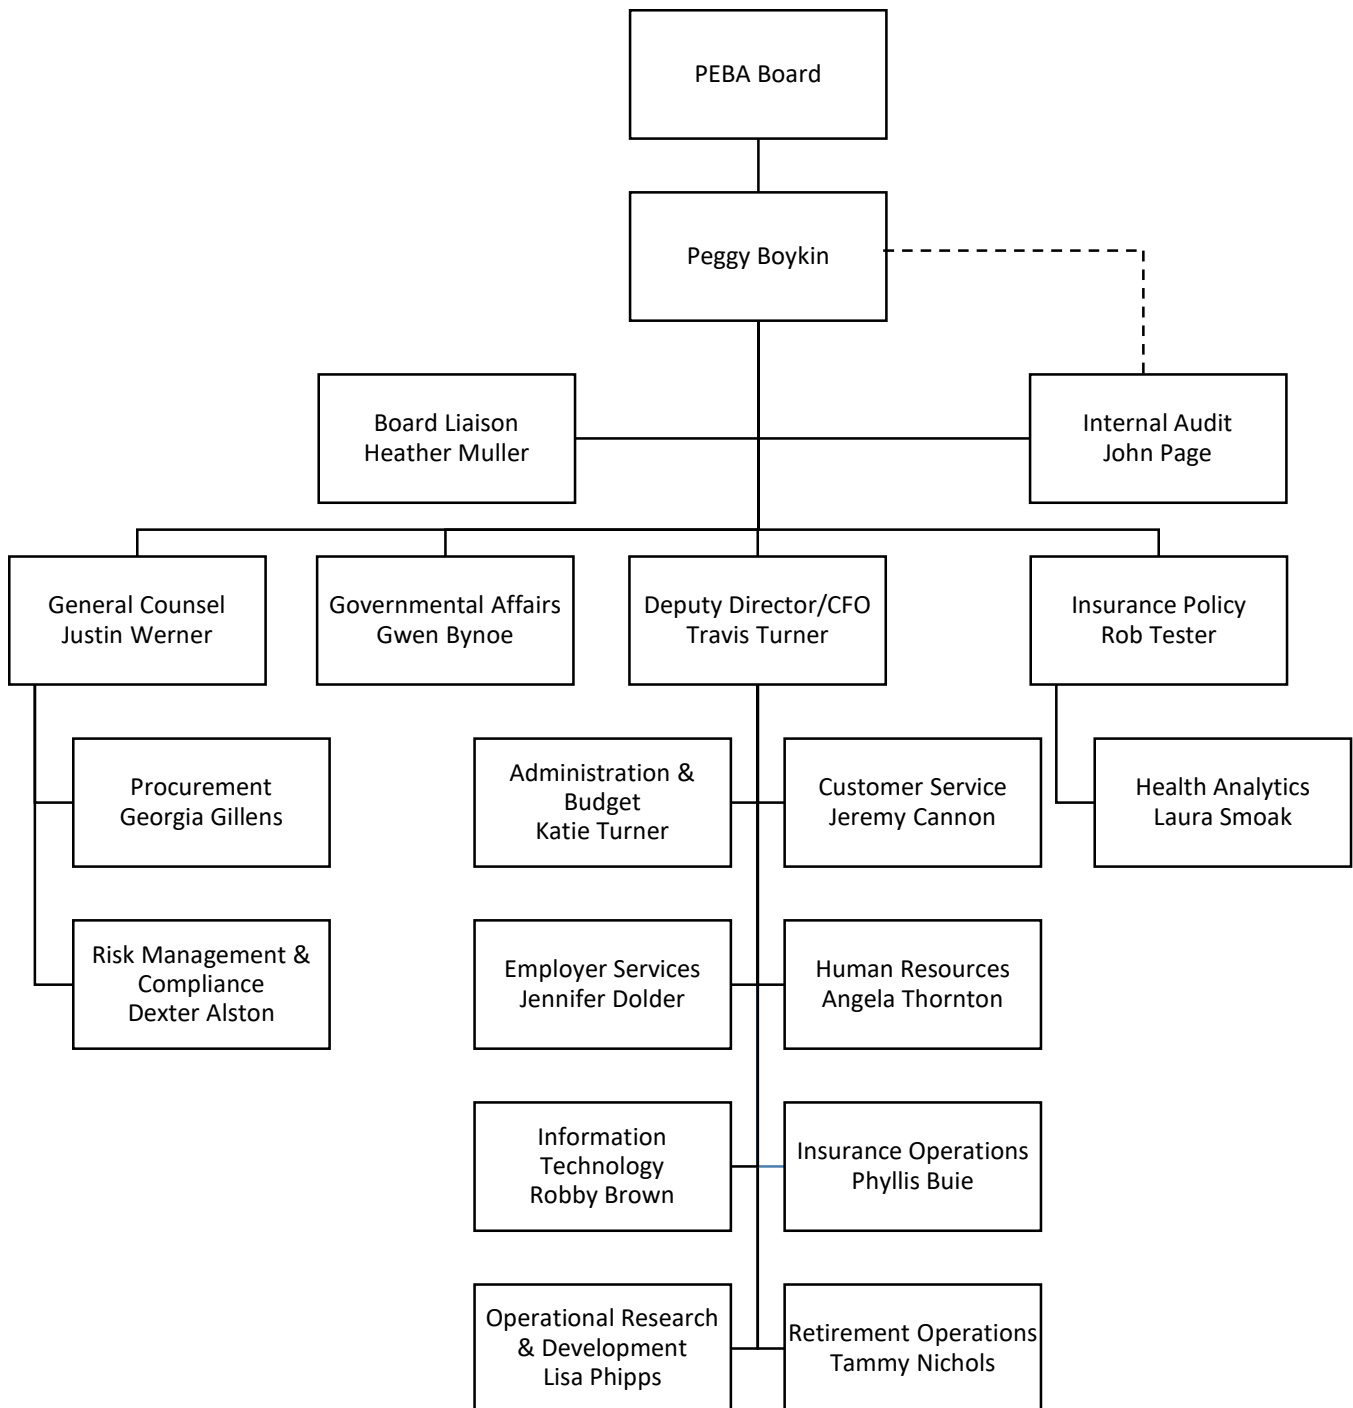 PEBA Board
Peggy Boykin
Board Liaison
Heather Muller
Internal Audit
John Page
General Counsel
Justin Werner
Governmental Affairs
Gwen Bynoe
Deputy Director/CFO
Travis Turner
Insurance Policy
Rob Tester
Procurement
Georgia Gillens
Administration &
Budget
Katie Turner
Customer Service
Jeremy Cannon
Health Analytics
Laura Smoak
Risk Management &
Compliance
Dexter Alston
Employer Services
Jennifer Dolder
Human Resources
Angela Thornton
Information
Technology
Robby Brown
Insurance Operations
Phyllis Buie
Operational Research
& Development
Lisa Phipps
Retirement Operations
Tammy Nichols